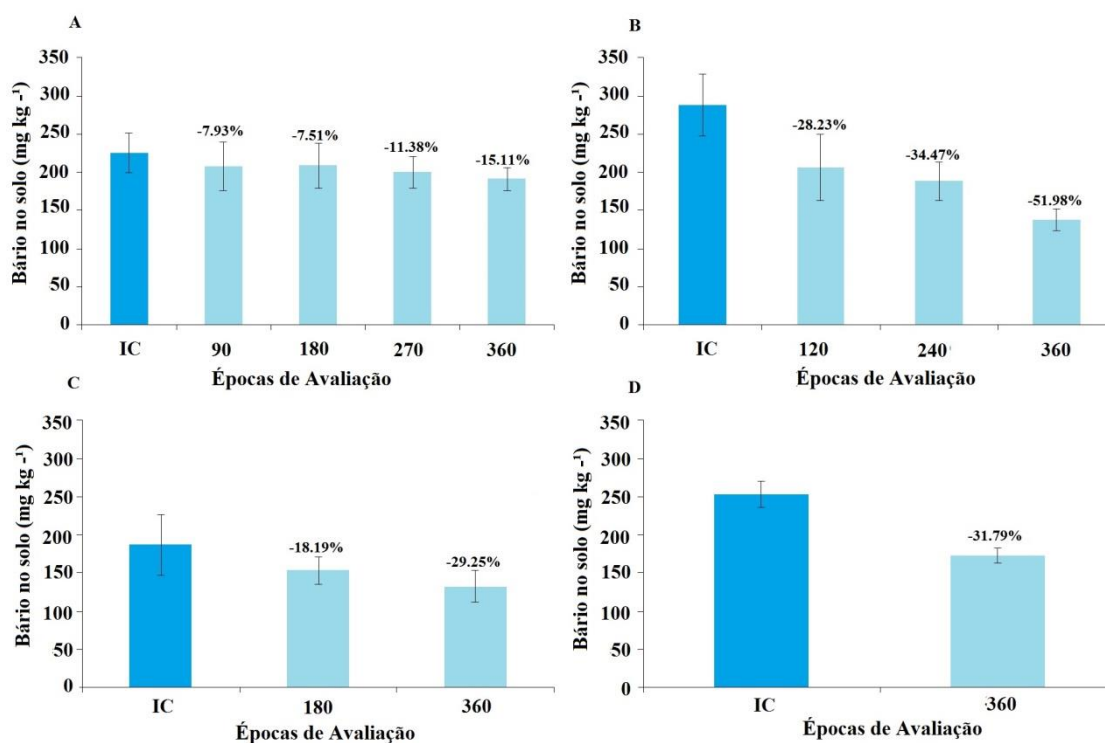 A
Bário no solo (mg kg -¹)
350
300
250
200
150
100
50
0
-7.93%
-7.51%
-11.38%
-15.11%
IC 90 180 270 360
Épocas de Avaliação
B
Bário no solo (mg kg -¹)
350
300
250
200
150
100
50
0
-28.23%
-34.47%
-51.98%
IC 120 240 360
Épocas de Avaliação
C
Bário no solo (mg kg -¹)
350
300
250
200
150
100
50
0
-18.19%
-29.25%
IC 180 360
Épocas de Avaliação
D
Bário no solo (mg kg -¹)
350
300
250
200
150
100
50
0
-31.79%
IC 360
Épocas de Avaliação